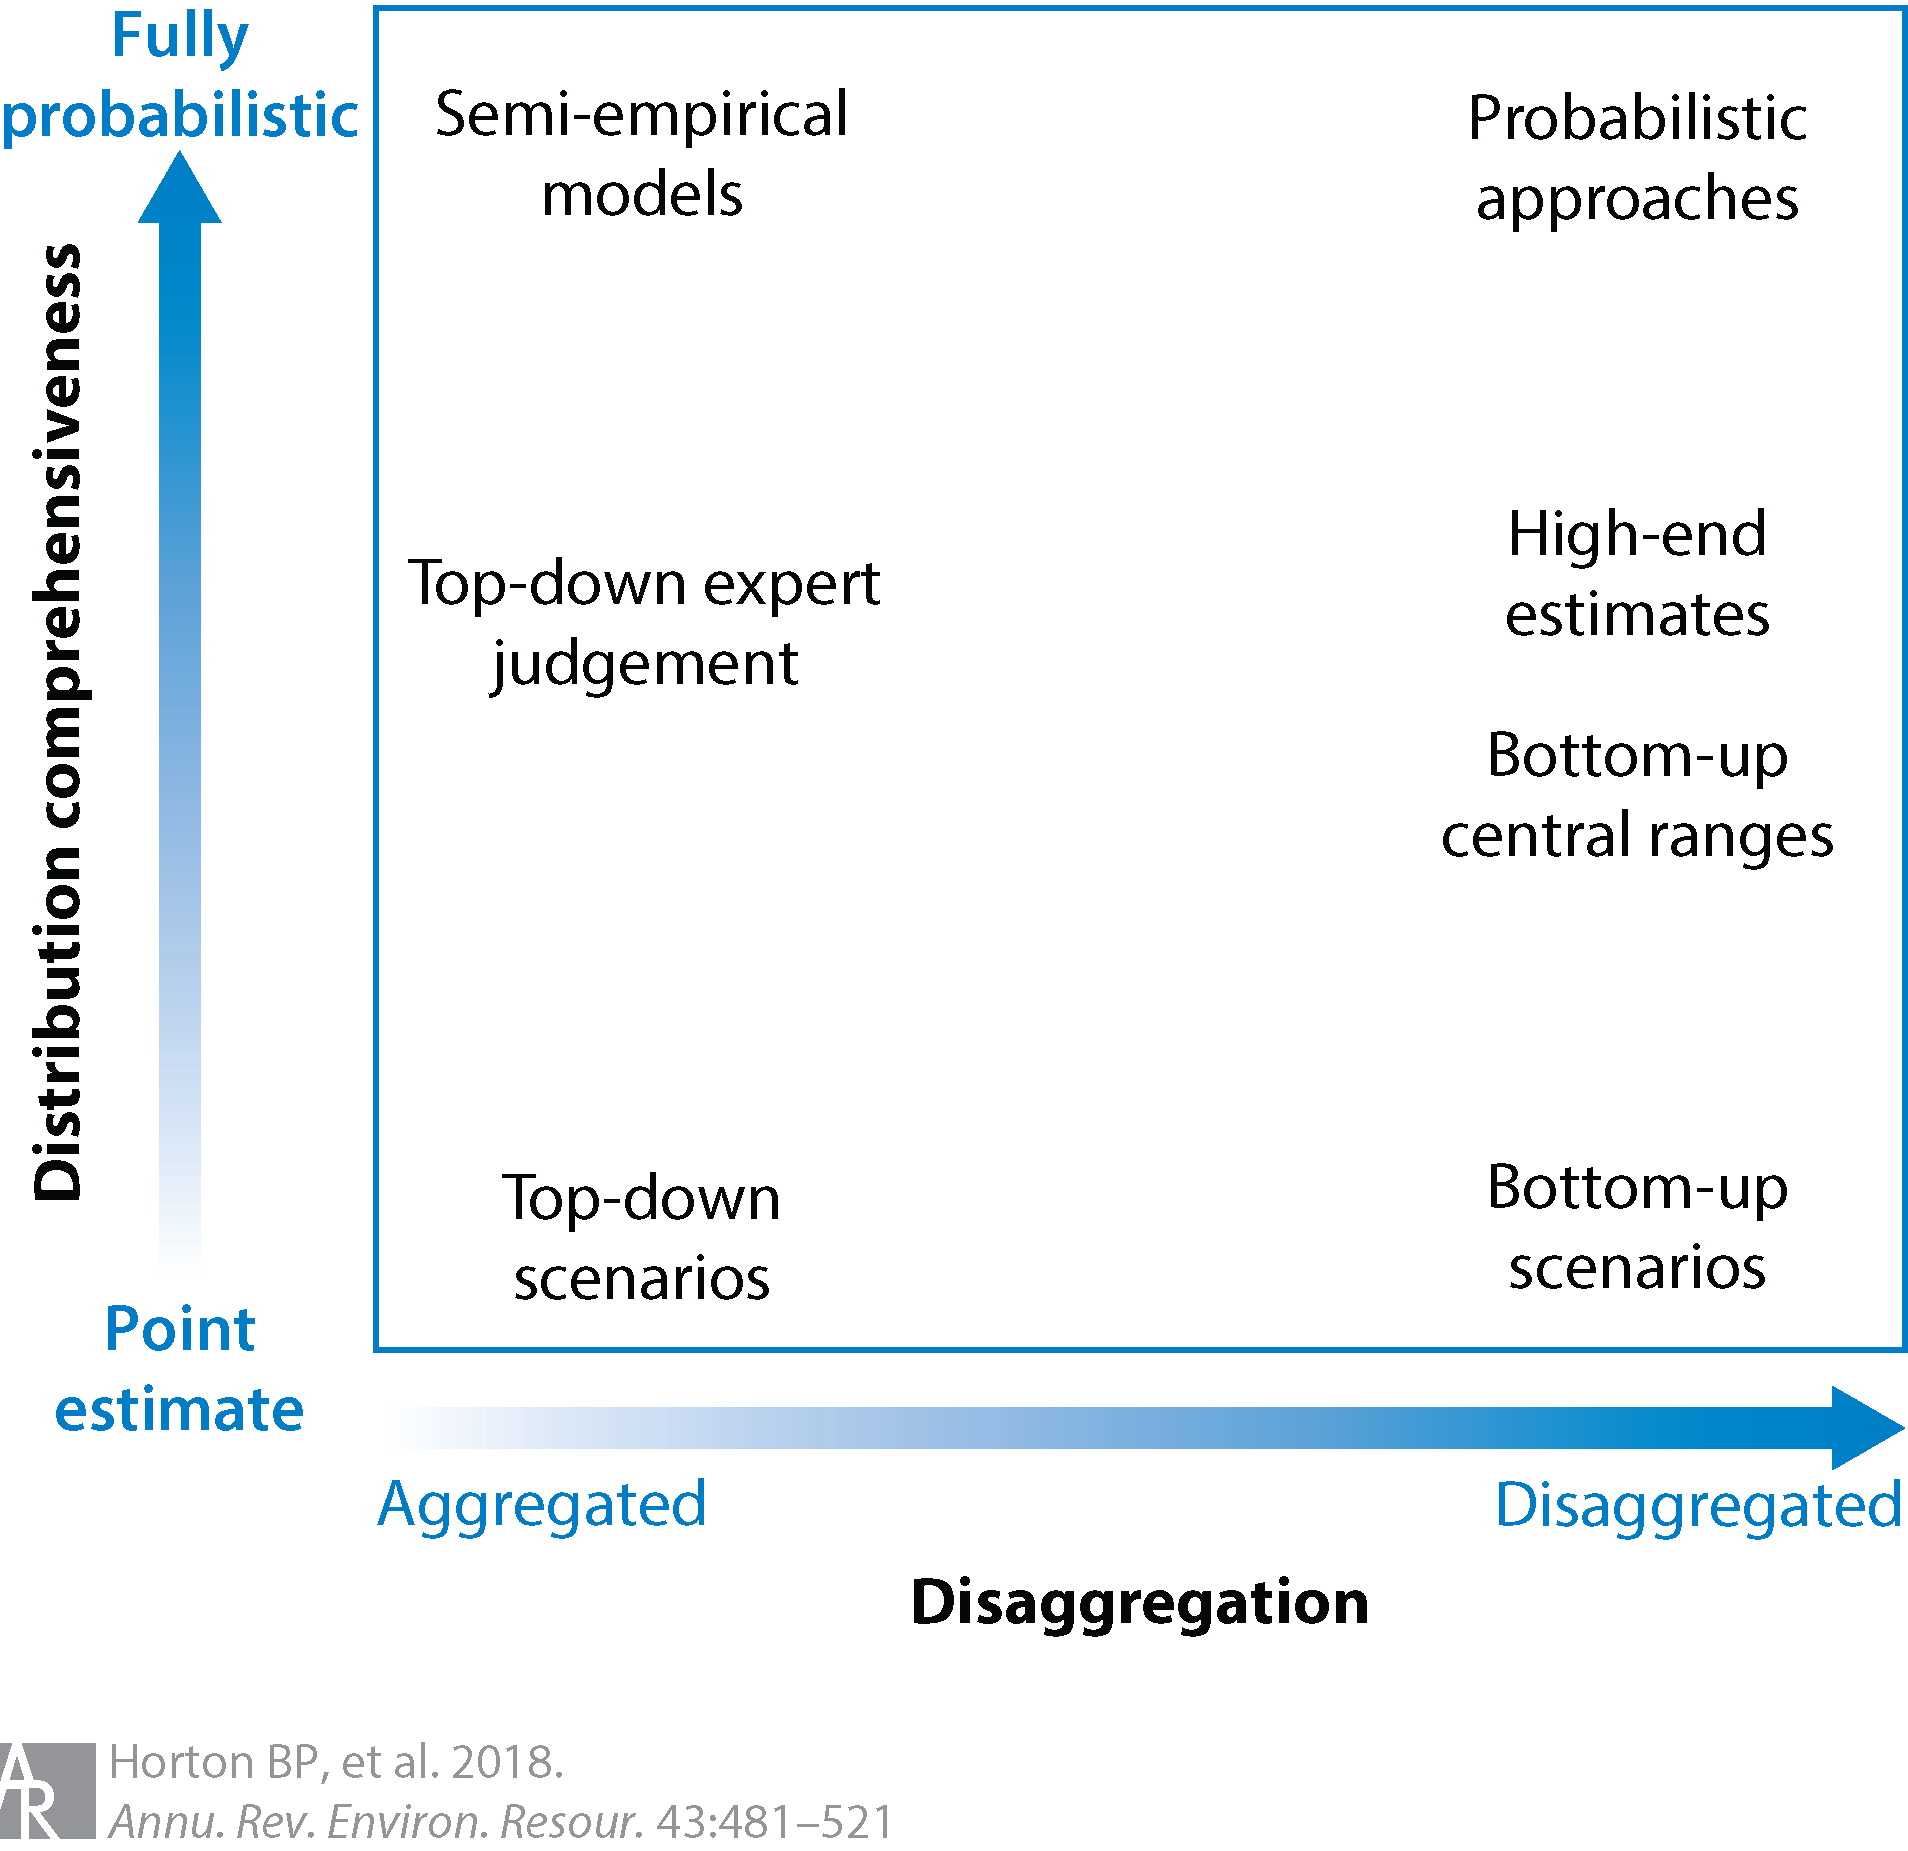 Fully
probabilistic
Distribution comprehensiveness
Point
estimate
Semi-empirical
models
Probabilistic
approaches
Top-down expert
judgement
High-end
estimates
Bottom-up
central ranges
Top-down
scenarios
Bottom-up
scenarios
Aggregated
Disaggregated
Disaggregation
AR
Horton BP, et al. 2018.
Annu. Rev. Environ. Resour. 43:481–521